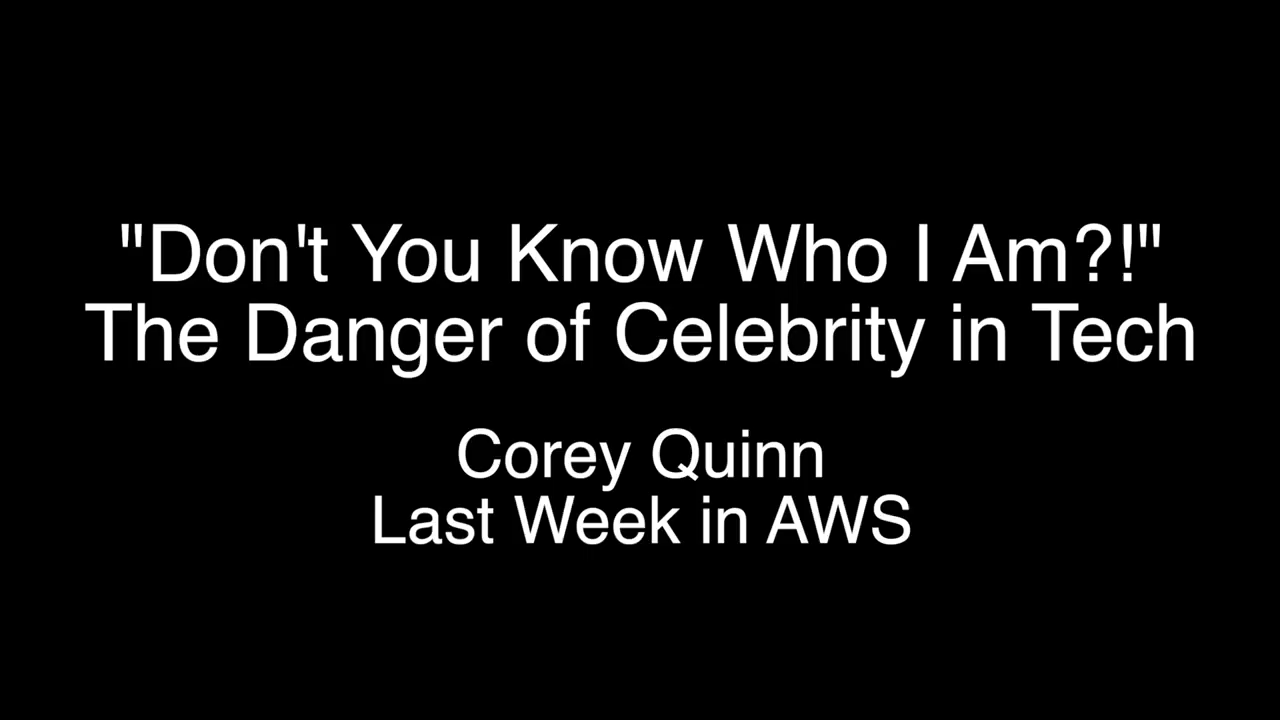 "Don't You Know Who I Am?!"
The Danger of Celebrity in Tech
Corey Quinn
Last Week in AWS